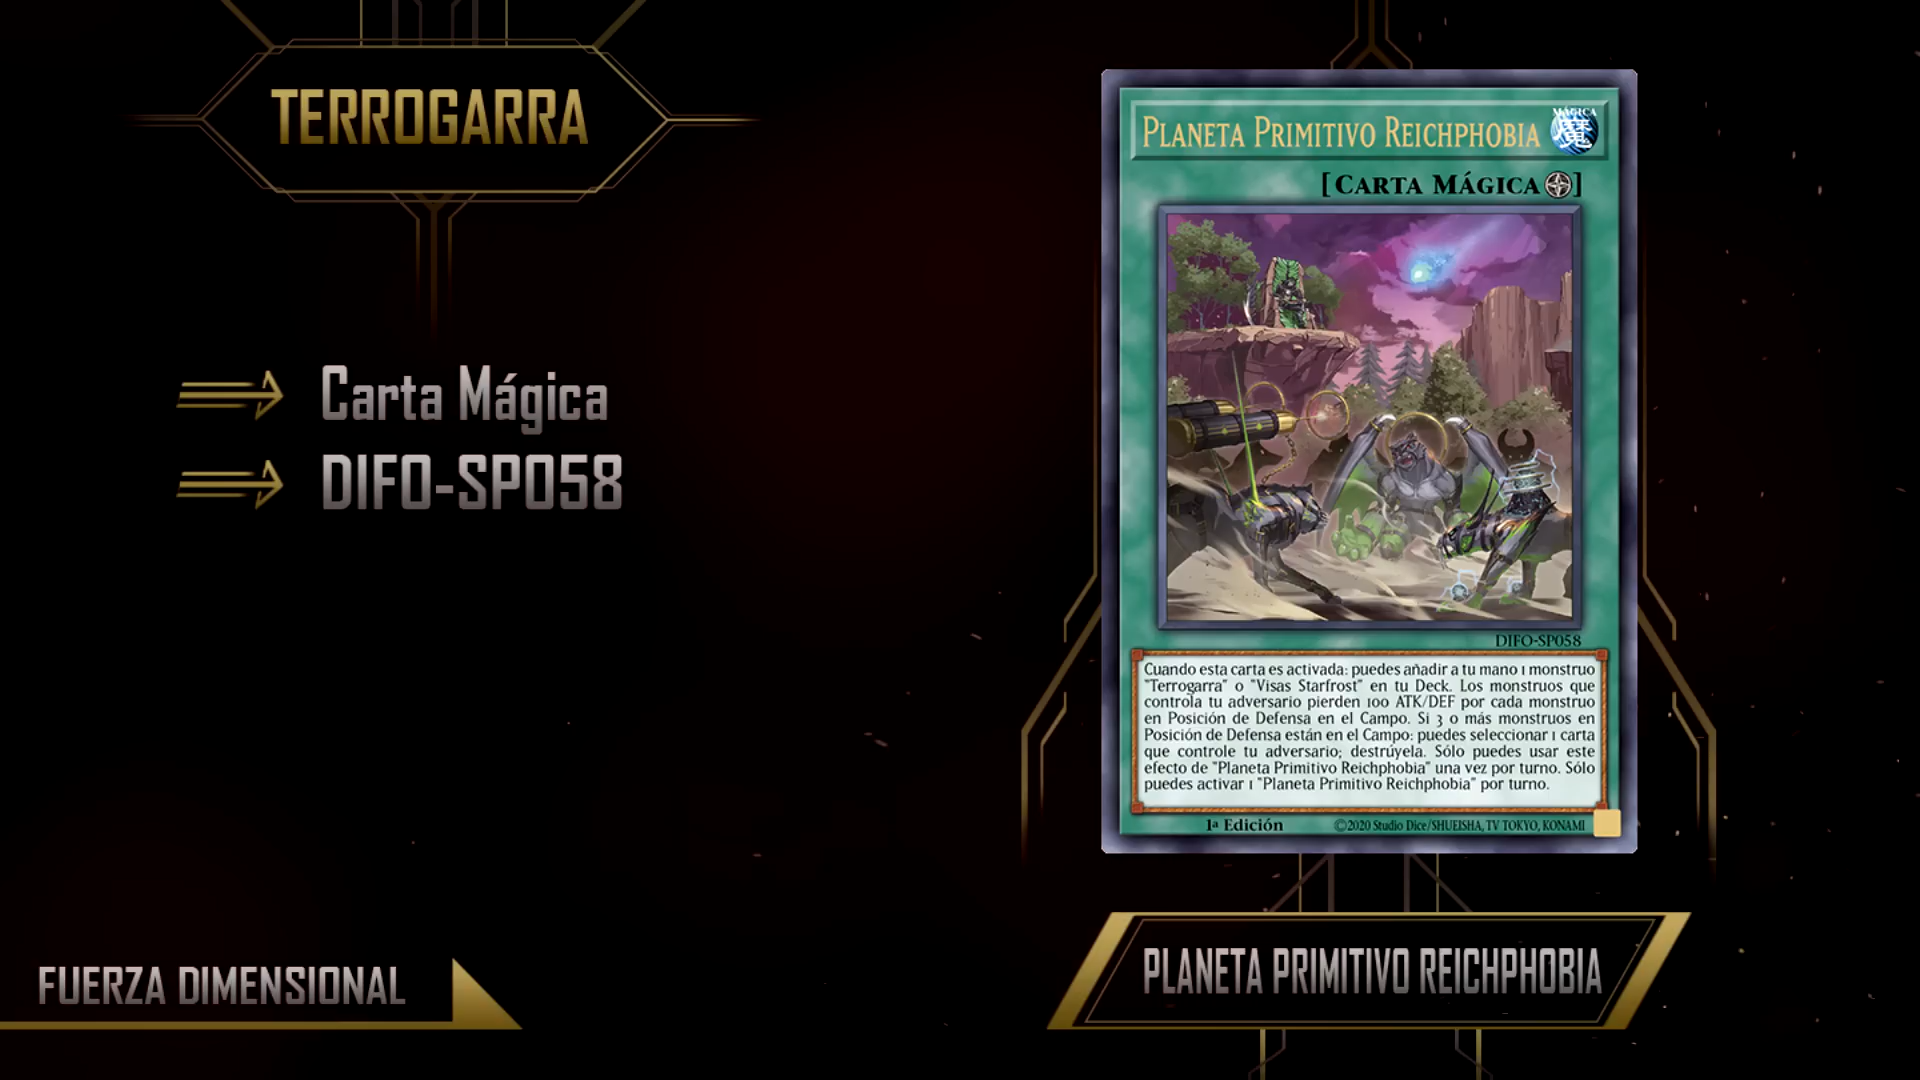 TERROGARRA
Carta Mágica
DIFO-SP058
FUERZA DIMENSIONAL
PLANETA PRIMITIVO REICHPHOBIA
MÁGICA
魔
[CARTA MÁGICA]
DIFO-SP058
Cuando esta carta es activada: puedes añadir a tu mano 1 monstruo
"Terrogarra" o "Visas Starfrost" en tu Deck. Los monstruos que
controla tu adversario pierden 100 ATK/DEF por cada monstruo
en Posición de Defensa en el Campo. Si 3 o más monstruos en
Posición de Defensa están en el Campo: puedes seleccionar 1 carta
que controle tu adversario; destrúyela. Sólo puedes usar este
efecto de "Planeta Primitivo Reichphobia" una vez por turno. Sólo
puedes activar 1 "Planeta Primitivo Reichphobia" por turno.
1ª Edición
©2020 Studio Dice/SHUEISHA, TV TOKYO, KONAMI
PLANETA PRIMITIVO REICHPHOBIA